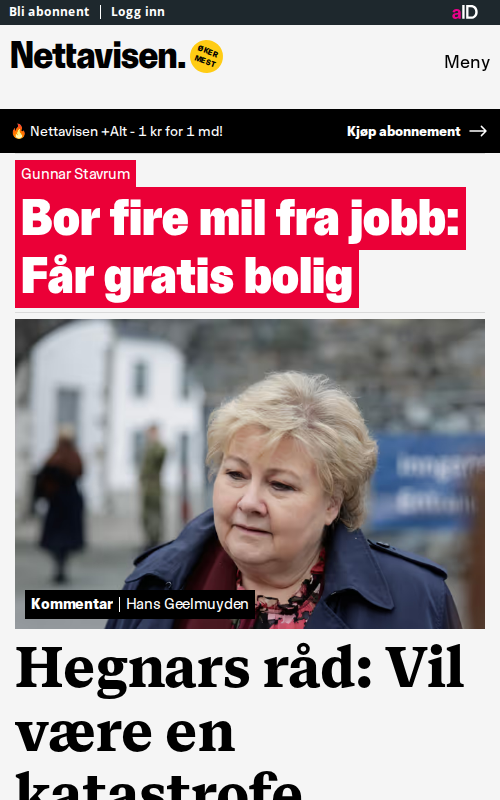 Bli abonnent | Logg inn
aID
Nettavisen.
ØKER
MEST
Meny
🔥 Nettavisen +Alt - 1 kr for 1 md!
Kjøp abonnement →
Gunnar Stavrum
Bor fire mil fra jobb:
Får gratis bolig
Kommentar | Hans Geelmuyden
Hegnars råd: Vil
være en
katastrofe